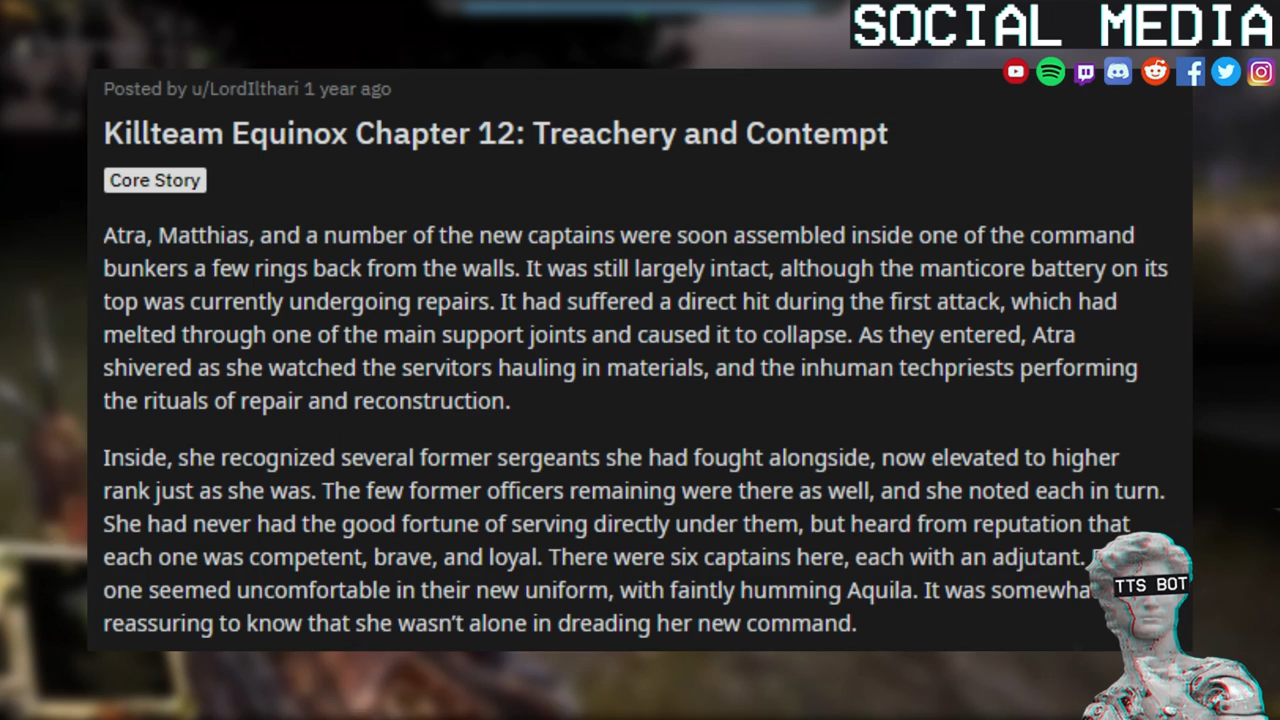 SOCIAL MEDIA
Posted by u/LordIlthari 1 year ago
Killteam Equinox Chapter 12: Treachery and Contempt
Core Story
Atra, Matthias, and a number of the new captains were soon assembled inside one of the command
bunkers a few rings back from the walls. It was still largely intact, although the manticore battery on its
top was currently undergoing repairs. It had suffered a direct hit during the first attack, which had
melted through one of the main support joints and caused it to collapse. As they entered, Atra
shivered as she watched the servitors hauling in materials, and the inhuman techpriests performing
the rituals of repair and reconstruction.
Inside, she recognized several former sergeants she had fought alongside, now elevated to higher
rank just as she was. The few former officers remaining were there as well, and she noted each in turn.
She had never had the good fortune of serving directly under them, but heard from reputation that
each one was competent, brave, and loyal. There were six captains here, each with an adjutant.
one seemed uncomfortable in their new uniform, with faintly humming Aquila. It was
reassuring to know that she wasn't alone in dreading her new command.
TTS BOT